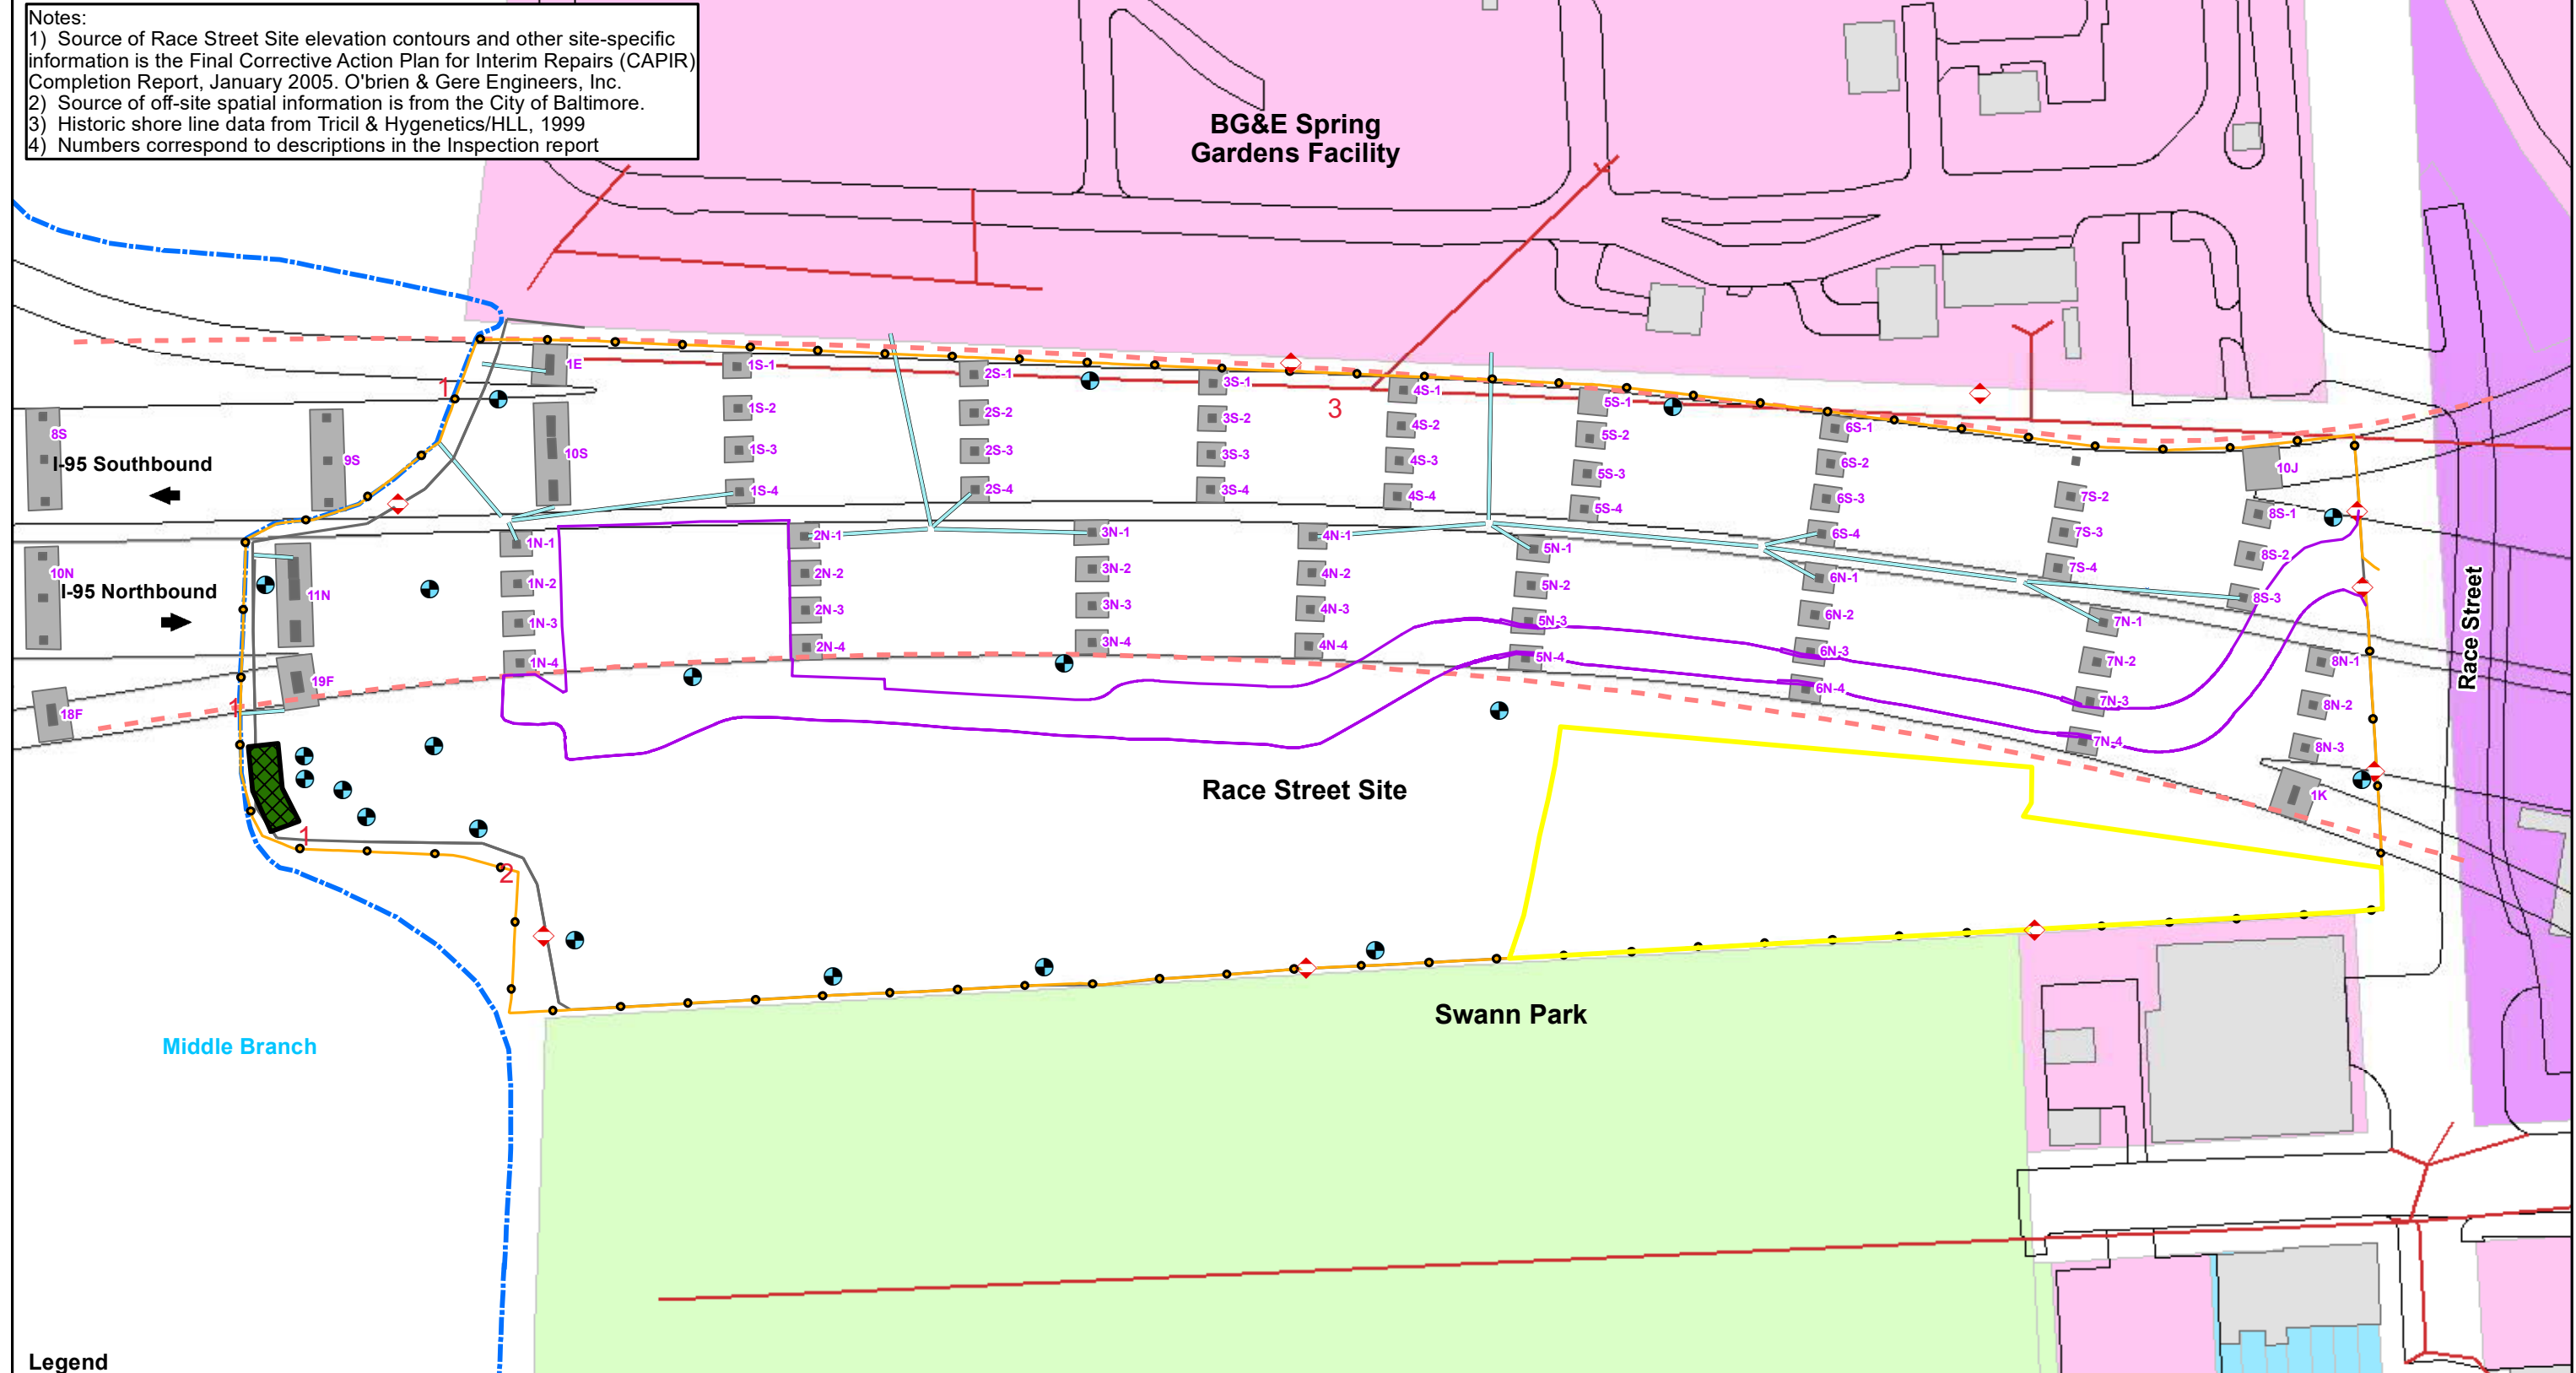 Notes:
1) Source of Race Street Site elevation contours and other site-specific
information is the Final Corrective Action Plan for Interim Repairs (CAPIR)
Completion Report, January 2005. O'brien & Gere Engineers, Inc.
2) Source of off-site spatial information is from the City of Baltimore.
3) Historic shore line data from Tricil & Hygenetics/HLL, 1999
4) Numbers correspond to descriptions in the Inspection report
BG&E Spring
Gardens Facility
1E
1S-1
2S-1
3S-1
4S-1
5S-1
6S-1
1
3
1S-2
2S-2
3S-2
4S-2
5S-2
6S-2
8S
9S
10S
1S-3
2S-3
3S-3
4S-3
5S-3
6S-3
7S-2
10J
I-95 Southbound
1S-4
2S-4
3S-4
4S-4
5S-4
6S-4
7S-3
8S-1
1N-1
2N-1
3N-1
4N-1
5N-1
6N-1
7S-4
8S-2
10N
11N
1N-2
2N-2
3N-2
4N-2
5N-2
6N-2
7N-1
8S-3
I-95 Northbound
1N-3
2N-3
3N-3
4N-3
5N-3
6N-3
7N-2
8N-1
Race Street
1N-4
2N-4
3N-4
4N-4
5N-4
6N-4
7N-3
8N-2
19F
18F
1
7N-4
8N-3
1K
Race Street Site
1
2
Swann Park
Middle Branch
Legend